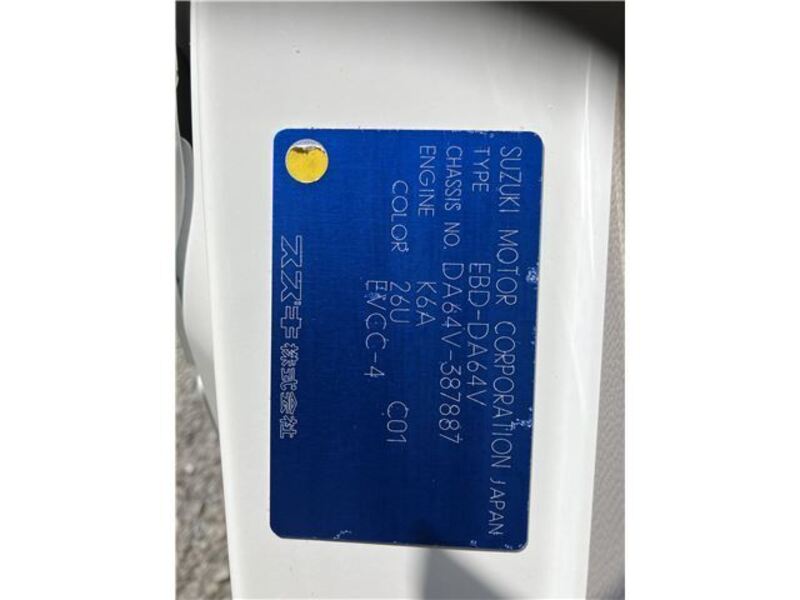 SUZUKI MOTOR CORPORATION JAPAN
TYPE EBD-DA64V
CHASSIS NO. DA64V-387887
ENGINE K6A
COLOR 26U C01
EVCC-4
スズキ株式会社